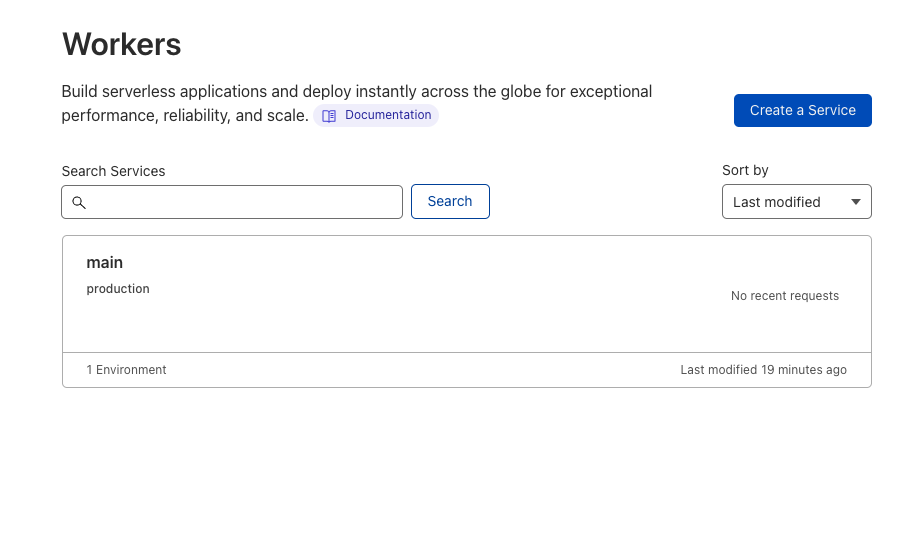 Workers
Build serverless applications and deploy instantly across the globe for exceptional
performance, reliability, and scale. Documentation
Create a Service
Search Services
Search
Sort by
Last modified
main
production
No recent requests
1 Environment
Last modified 19 minutes ago